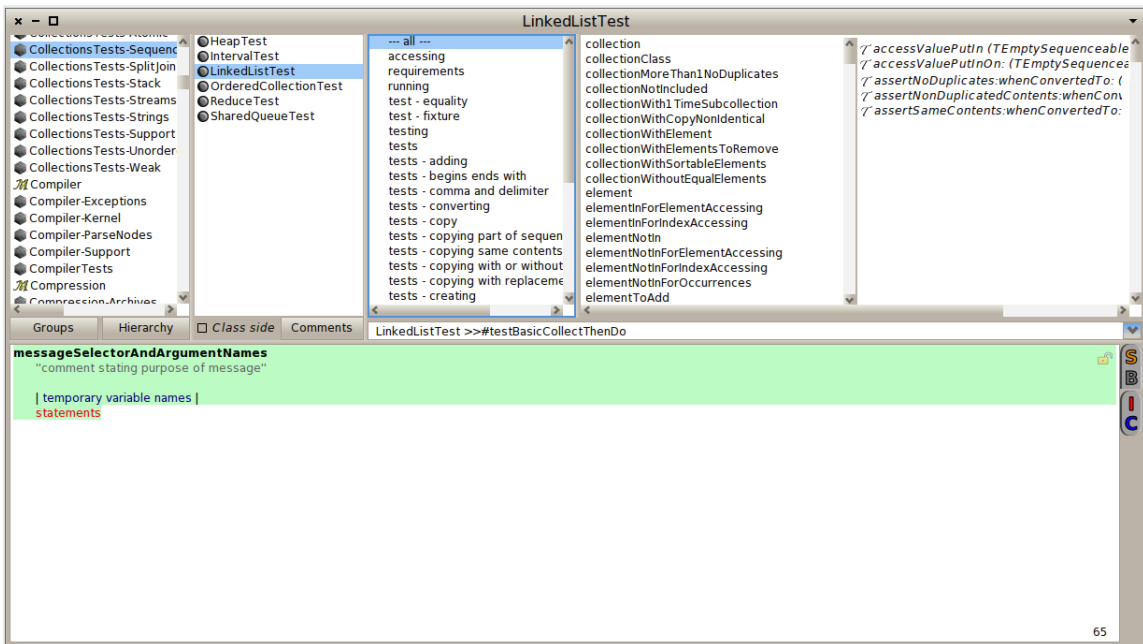 LinkedListTest
CollectionsTests-Atomic
CollectionsTests-Sequenc
CollectionsTests-SplitJoin
CollectionsTests-Stack
CollectionsTests-Streams
CollectionsTests-Strings
CollectionsTests-Support
CollectionsTests-Unorder
CollectionsTests-Weak
Compiler
Compiler-Exceptions
Compiler-Kernel
Compiler-ParseNodes
Compiler-Support
CompilerTests
Compression
Compression-Archives
HeapTest
IntervalTest
LinkedListTest
OrderedCollectionTest
ReduceTest
SharedQueueTest
--- all ---
accessing
requirements
running
test - equality
test - fixture
testing
tests
tests - adding
tests - begins ends with
tests - comma and delimiter
tests - converting
tests - copy
tests - copying part of sequen
tests - copying same contents
tests - copying with or without
tests - copying with replaceme
tests - creating
collection
collectionClass
collectionMoreThan1NoDuplicates
collectionNotIncluded
collectionWith1TimeSubcollection
collectionWithCopyNonIdentical
collectionWithElement
collectionWithElementsToRemove
collectionWithSortableElements
collectionWithoutEqualElements
element
elementInForElementAccessing
elementInForIndexAccessing
elementNotIn
elementNotInForElementAccessing
elementNotInForIndexAccessing
elementNotInForOccurrences
elementToAdd
accessValuePutIn (TEmptySequenceable
accessValuePutInOn: (TEmptySequencea
assertNoDuplicates:whenConvertedTo: (
assertNonDuplicatedContents:whenConv
assertSameContents:whenConvertedTo:
Groups
Hierarchy
Class side
Comments
LinkedListTest >>#testBasicCollectThenDo
messageSelectorAndArgumentNames
"comment stating purpose of message"
| temporary variable names |
statements
S
B
I
C
65